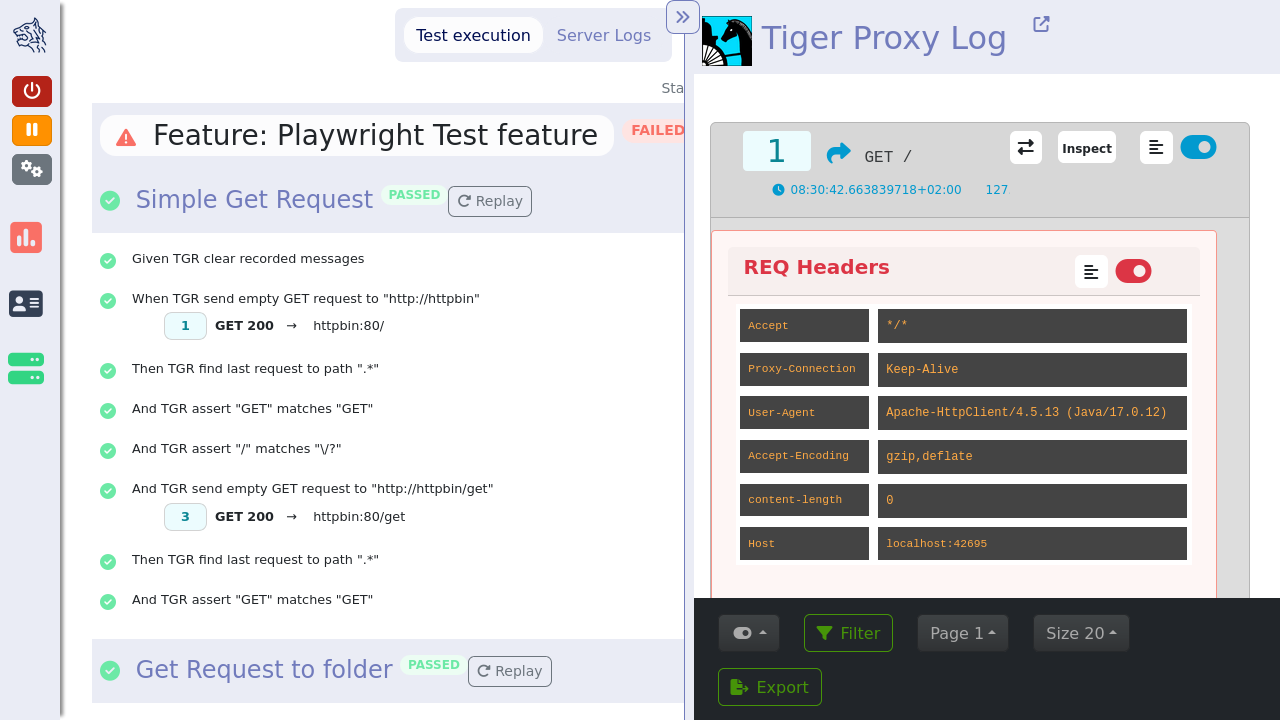 Test execution
Server Logs
Sta
Feature: Playwright Test feature
FAILED
Simple Get Request
PASSED
Replay
Given TGR clear recorded messages
When TGR send empty GET request to "http://httpbin"
1 GET 200 → httpbin:80/
Then TGR find last request to path ".*"
And TGR assert "GET" matches "GET"
And TGR assert "/" matches "\/?"
And TGR send empty GET request to "http://httpbin/get"
3 GET 200 → httpbin:80/get
Then TGR find last request to path ".*"
And TGR assert "GET" matches "GET"
Get Request to folder
PASSED
Replay
Tiger Proxy Log
1
GET /
Inspect
08:30:42.663839718+02:00 127.
REQ Headers
Accept */*
Proxy-Connection Keep-Alive
User-Agent Apache-HttpClient/4.5.13 (Java/17.0.12)
Accept-Encoding gzip,deflate
content-length 0
Host localhost:42695
Filter
Page 1
Size 20
Export